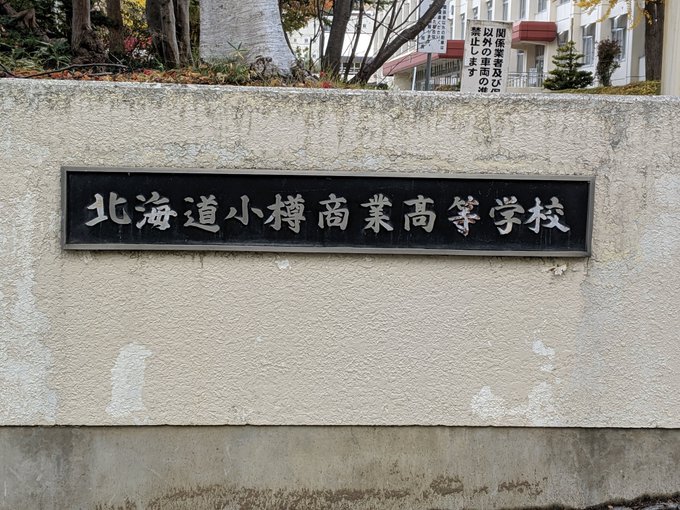 北海道小樽商業高等学校
関係業者及び
以外の車両の進
禁止します